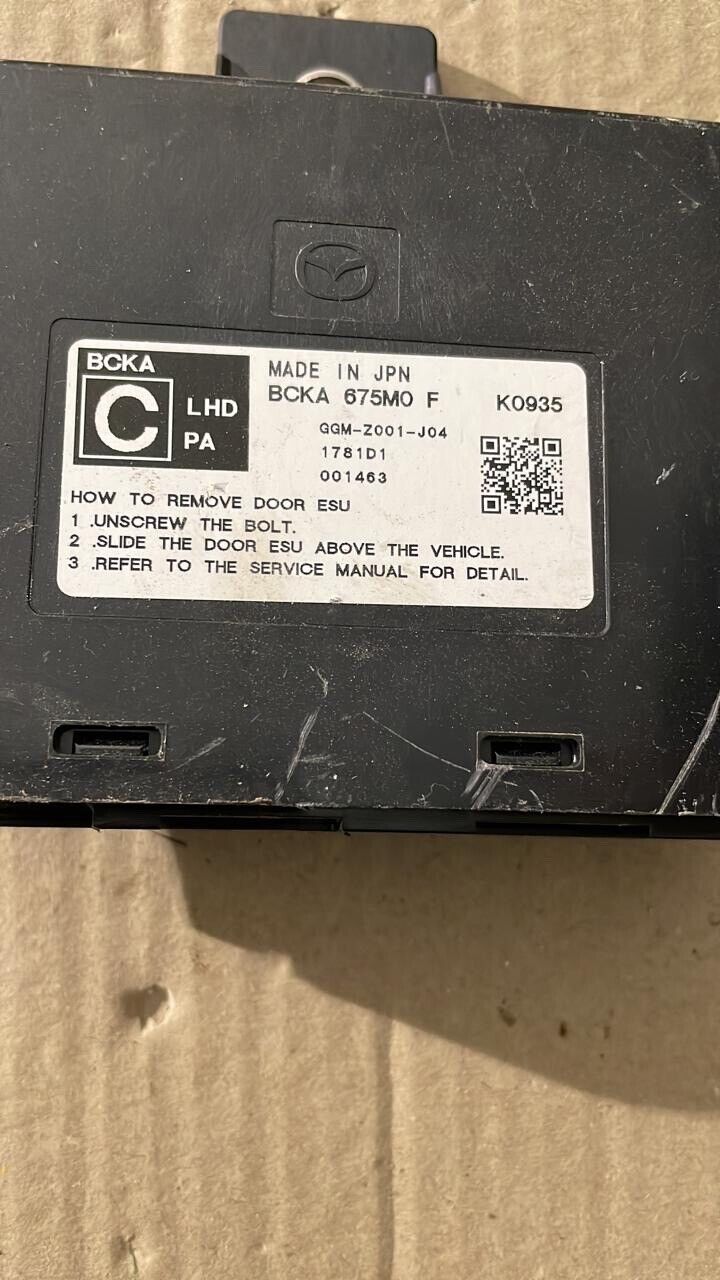 BCKA
C LHD
PA
MADE IN JPN
BCKA 675M0 F K0935
GGM-Z001-J04
1781D1
001463
HOW TO REMOVE DOOR ESU
1 .UNSCREW THE BOLT.
2 .SLIDE THE DOOR ESU ABOVE THE VEHICLE.
3 .REFER TO THE SERVICE MANUAL FOR DETAIL.